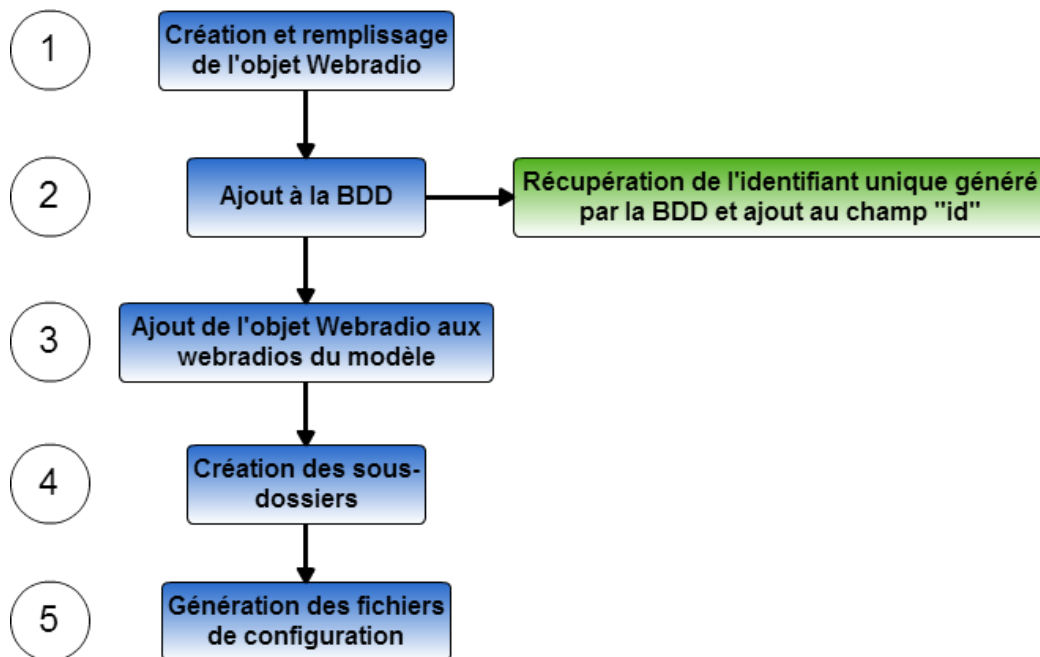 1
Création et remplissage
de l'objet Webradio
2
Ajout à la BDD
Récupération de l'identifiant unique généré
par la BDD et ajout au champ "id"
3
Ajout de l'objet Webradio aux
webradios du modèle
4
Création des sous-
dossiers
5
Génération des fichiers
de configuration